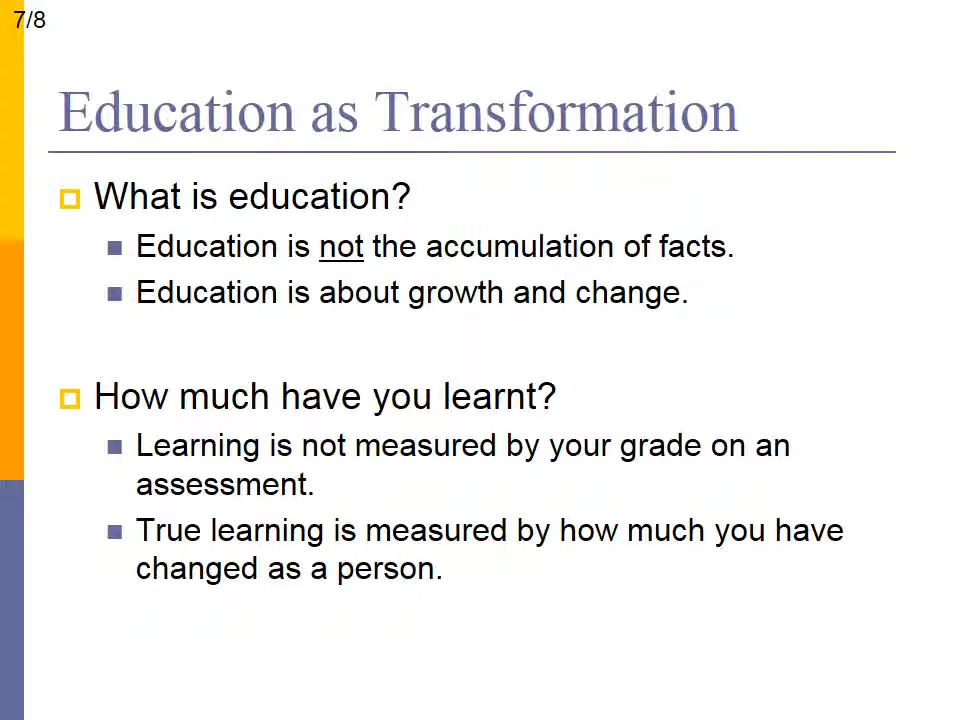 7/8
Education as Transformation
What is education?
Education is not the accumulation of facts.
Education is about growth and change.
How much have you learnt?
Learning is not measured by your grade on an
assessment.
True learning is measured by how much you have
changed as a person.